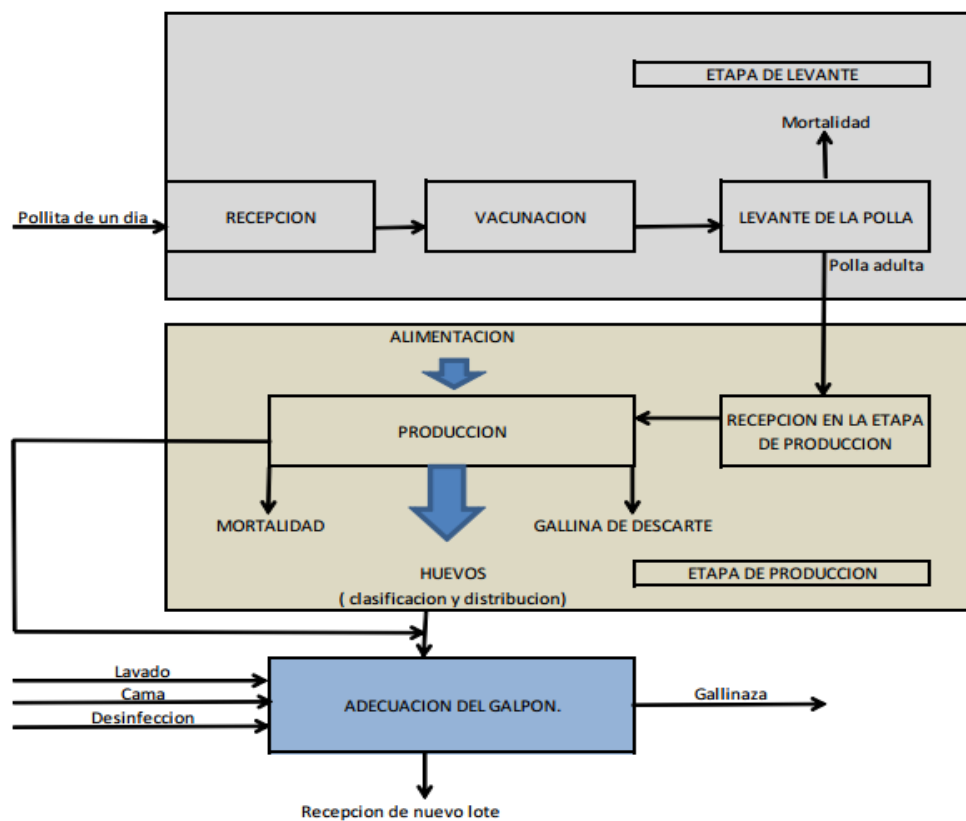 ETAPA DE LEVANTE
Mortalidad
Pollita de un dia
RECEPCION
VACUNACION
LEVANTE DE LA POLLA
Polla adulta
ALIMENTACION
PRODUCCION
RECEPCION EN LA ETAPA
DE PRODUCCION
MORTALIDAD
GALLINA DE DESCARTE
HUEVOS
( clasificacion y distribucion)
ETAPA DE PRODUCCION
Lavado
Cama
Desinfeccion
ADECUACION DEL GALPON.
Gallinaza
Recepcion de nuevo lote